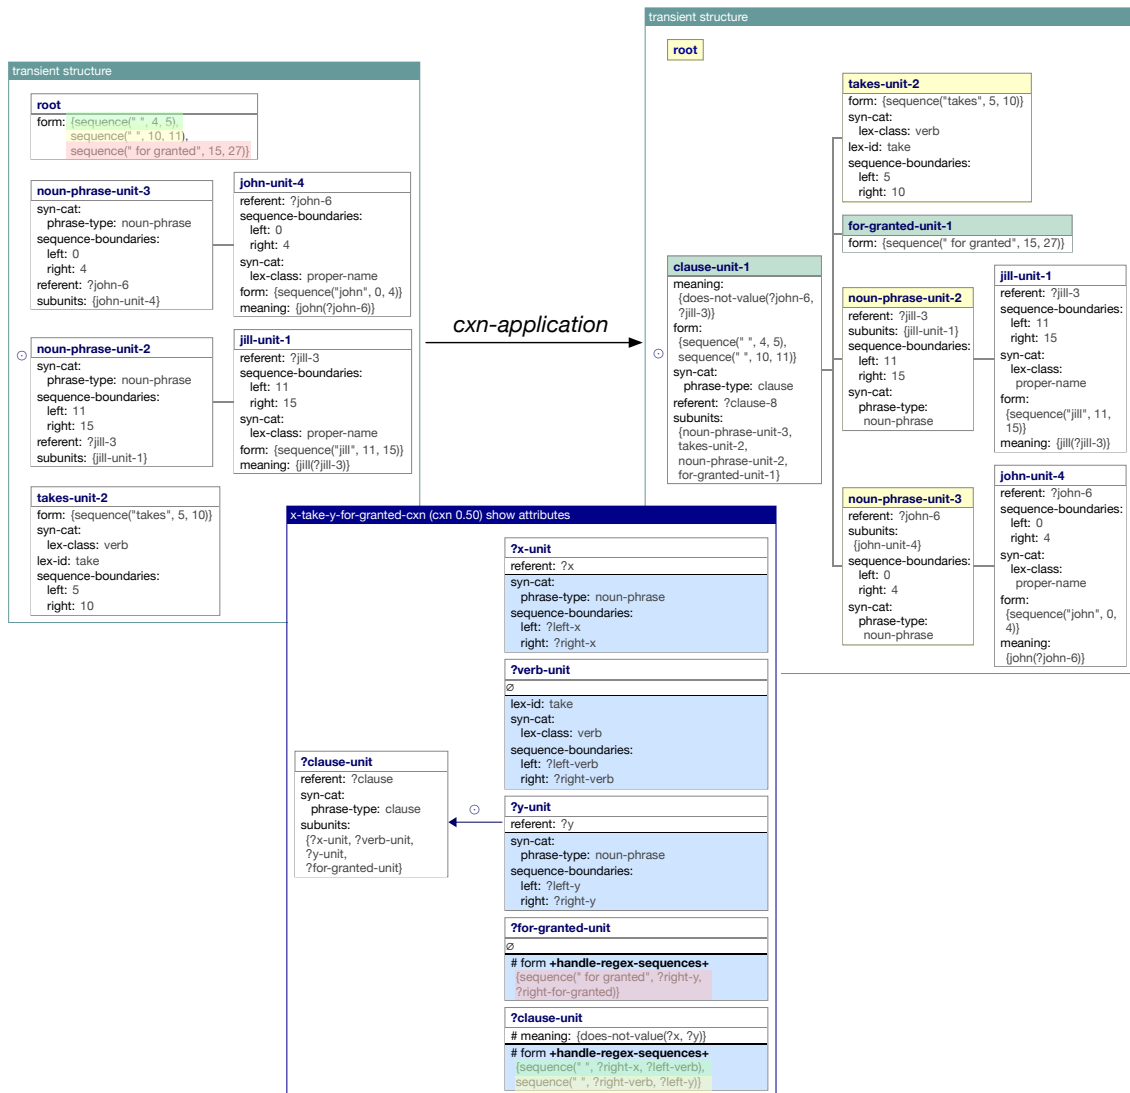 transient structure
root
form: {sequence(" ", 4, 5),
sequence(" ", 10, 11),
sequence(" for granted", 15, 27)}
noun-phrase-unit-3
syn-cat:
phrase-type: noun-phrase
sequence-boundaries:
left: 0
right: 4
referent: ?john-6
subunits: {john-unit-4}
john-unit-4
referent: ?john-6
sequence-boundaries:
left: 0
right: 4
syn-cat:
lex-class: proper-name
form: {sequence("john", 0, 4)}
meaning: {john(?john-6)}
noun-phrase-unit-2
syn-cat:
phrase-type: noun-phrase
sequence-boundaries:
left: 11
right: 15
referent: ?jill-3
subunits: {jill-unit-1}
jill-unit-1
referent: ?jill-3
sequence-boundaries:
left: 11
right: 15
syn-cat:
lex-class: proper-name
form: {sequence("jill", 11, 15)}
meaning: {jill(?jill-3)}
takes-unit-2
form: {sequence("takes", 5, 10)}
syn-cat:
lex-class: verb
lex-id: take
sequence-boundaries:
left: 5
right: 10
cxn-application
transient structure
root
clause-unit-1
meaning:
{does-not-value(?john-6,
?jill-3)}
form:
{sequence(" ", 4, 5),
sequence(" ", 10, 11)}
syn-cat:
phrase-type: clause
referent: ?clause-8
subunits:
{noun-phrase-unit-3,
takes-unit-2,
noun-phrase-unit-2,
for-granted-unit-1}
takes-unit-2
form: {sequence("takes", 5, 10)}
syn-cat:
lex-class: verb
lex-id: take
sequence-boundaries:
left: 5
right: 10
for-granted-unit-1
form: {sequence(" for granted", 15, 27)}
noun-phrase-unit-2
referent: ?jill-3
subunits: {jill-unit-1}
sequence-boundaries:
left: 11
right: 15
syn-cat:
phrase-type:
noun-phrase
jill-unit-1
referent: ?jill-3
sequence-boundaries:
left: 11
right: 15
syn-cat:
lex-class:
proper-name
form:
{sequence("jill", 11,
15)}
meaning: {jill(?jill-3)}
noun-phrase-unit-3
referent: ?john-6
subunits:
{john-unit-4}
sequence-boundaries:
left: 0
right: 4
syn-cat:
phrase-type:
noun-phrase
john-unit-4
referent: ?john-6
sequence-boundaries:
left: 0
right: 4
syn-cat:
lex-class:
proper-name
form:
{sequence("john", 0,
4)}
meaning:
{john(?john-6)}
x-take-y-for-granted-cxn (cxn 0.50) show attributes
?clause-unit
referent: ?clause
syn-cat:
phrase-type: clause
subunits:
{?x-unit, ?verb-unit,
?y-unit,
?for-granted-unit}
?x-unit
referent: ?x
syn-cat:
phrase-type: noun-phrase
sequence-boundaries:
left: ?left-x
right: ?right-x
?verb-unit
∅
lex-id: take
syn-cat:
lex-class: verb
sequence-boundaries:
left: ?left-verb
right: ?right-verb
?y-unit
referent: ?y
syn-cat:
phrase-type: noun-phrase
sequence-boundaries:
left: ?left-y
right: ?right-y
?for-granted-unit
∅
# form +handle-regex-sequences+
{sequence(" for granted", ?right-y,
?right-for-granted)}
?clause-unit
# meaning: {does-not-value(?x, ?y)}
# form +handle-regex-sequences+
{sequence(" ", ?right-x, ?left-verb),
sequence(" ", ?right-verb, ?left-y)}